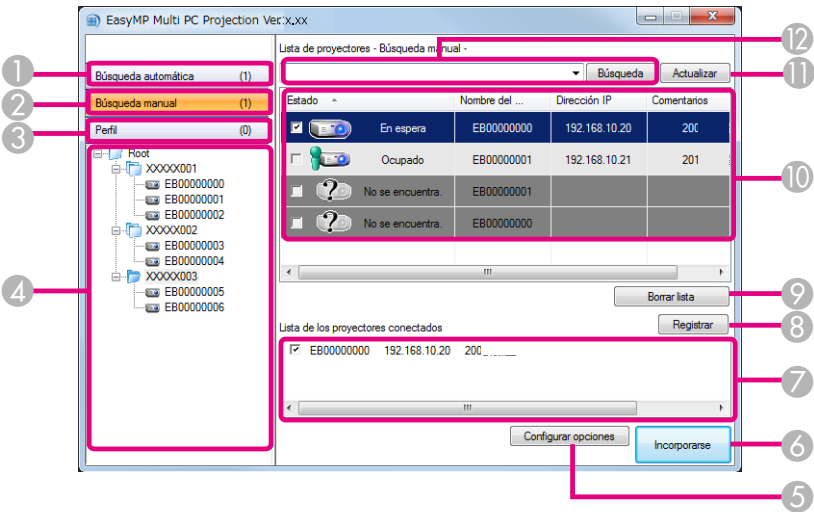 EasyMP Multi PC Projection Ver.x.xx
Lista de proyectores - Búsqueda manual -
12
1
Búsqueda automática (1)
Búsqueda
Actualizar
11
2
Búsqueda manual (1)
3
Perfil (0)
Estado Nombre del ... Dirección IP Comentarios
En espera EB00000000 192.168.10.20 200
Ocupado EB00000001 192.168.10.21 201
No se encuentra. EB00000001
No se encuentra. EB00000000
10
Root
XXXXX001
EB00000000
EB00000001
EB00000002
XXXXX002
EB00000003
EB00000004
XXXXX003
EB00000005
EB00000006
4
Borrar lista
9
Lista de los proyectores conectados
Registrar
8
EB00000000 192.168.10.20 200
7
Configurar opciones
Incorporarse
6
5